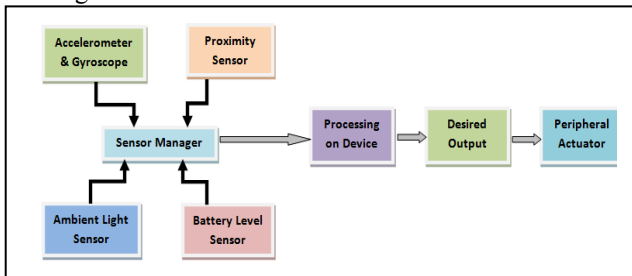 Accelerometer
& Gyroscope
Proximity
Sensor
Sensor Manager
Processing
on Device
Desired
Output
Peripheral
Actuator
Ambient Light
Sensor
Battery Level
Sensor